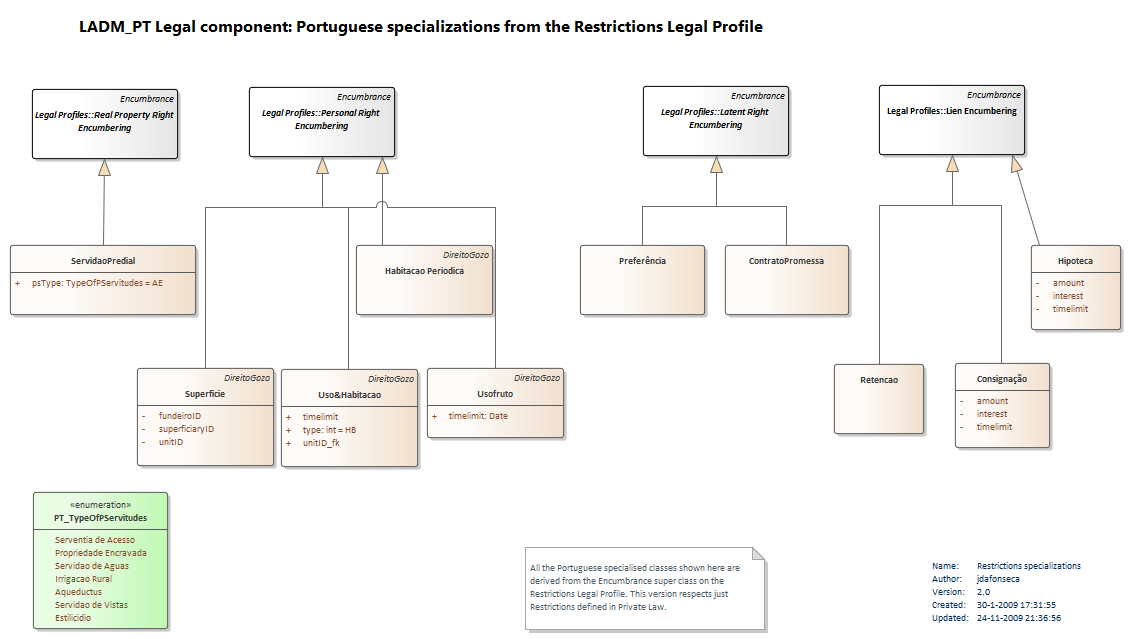 LADM_PT Legal component: Portuguese specializations from the Restrictions Legal Profile
Encumbrance
Legal Profiles::Real Property Right
Encumbering
Encumbrance
Legal Profiles::Personal Right
Encumbering
Encumbrance
Legal Profiles::Latent Right
Encumbering
Encumbrance
Legal Profiles::Lien Encumbering
ServidaoPredial
+ psType: TypeOfPServitudes = AE
DireitoGozo
Habitacao Periodica
Preferência
ContratoPromessa
Hipoteca
- amount
- interest
- timelimit
DireitoGozo
Superficie
- fundeiroID
- superficiaryID
- unitID
DireitoGozo
Uso&Habitacao
+ timelimit
+ type: int = HB
+ unitID_fk
DireitoGozo
Usofruto
+ timelimit: Date
Retencao
Consignação
- amount
- interest
- timelimit
«enumeration»
PT_TypeOfPServitudes
Serventia de Acesso
Propriedade Encravada
Servidao de Aguas
Irrigacao Rural
Aqueductus
Servidao de Vistas
Estilicidio
All the Portuguese specialised classes shown here are
derived from the Encumbrance super class on the
Restrictions Legal Profile. This version respects just
Restrictions defined in Private Law.
Name: Restrictions specializations
Author: jdafonseca
Version: 2.0
Created: 30-1-2009 17:31:55
Updated: 24-11-2009 21:36:56